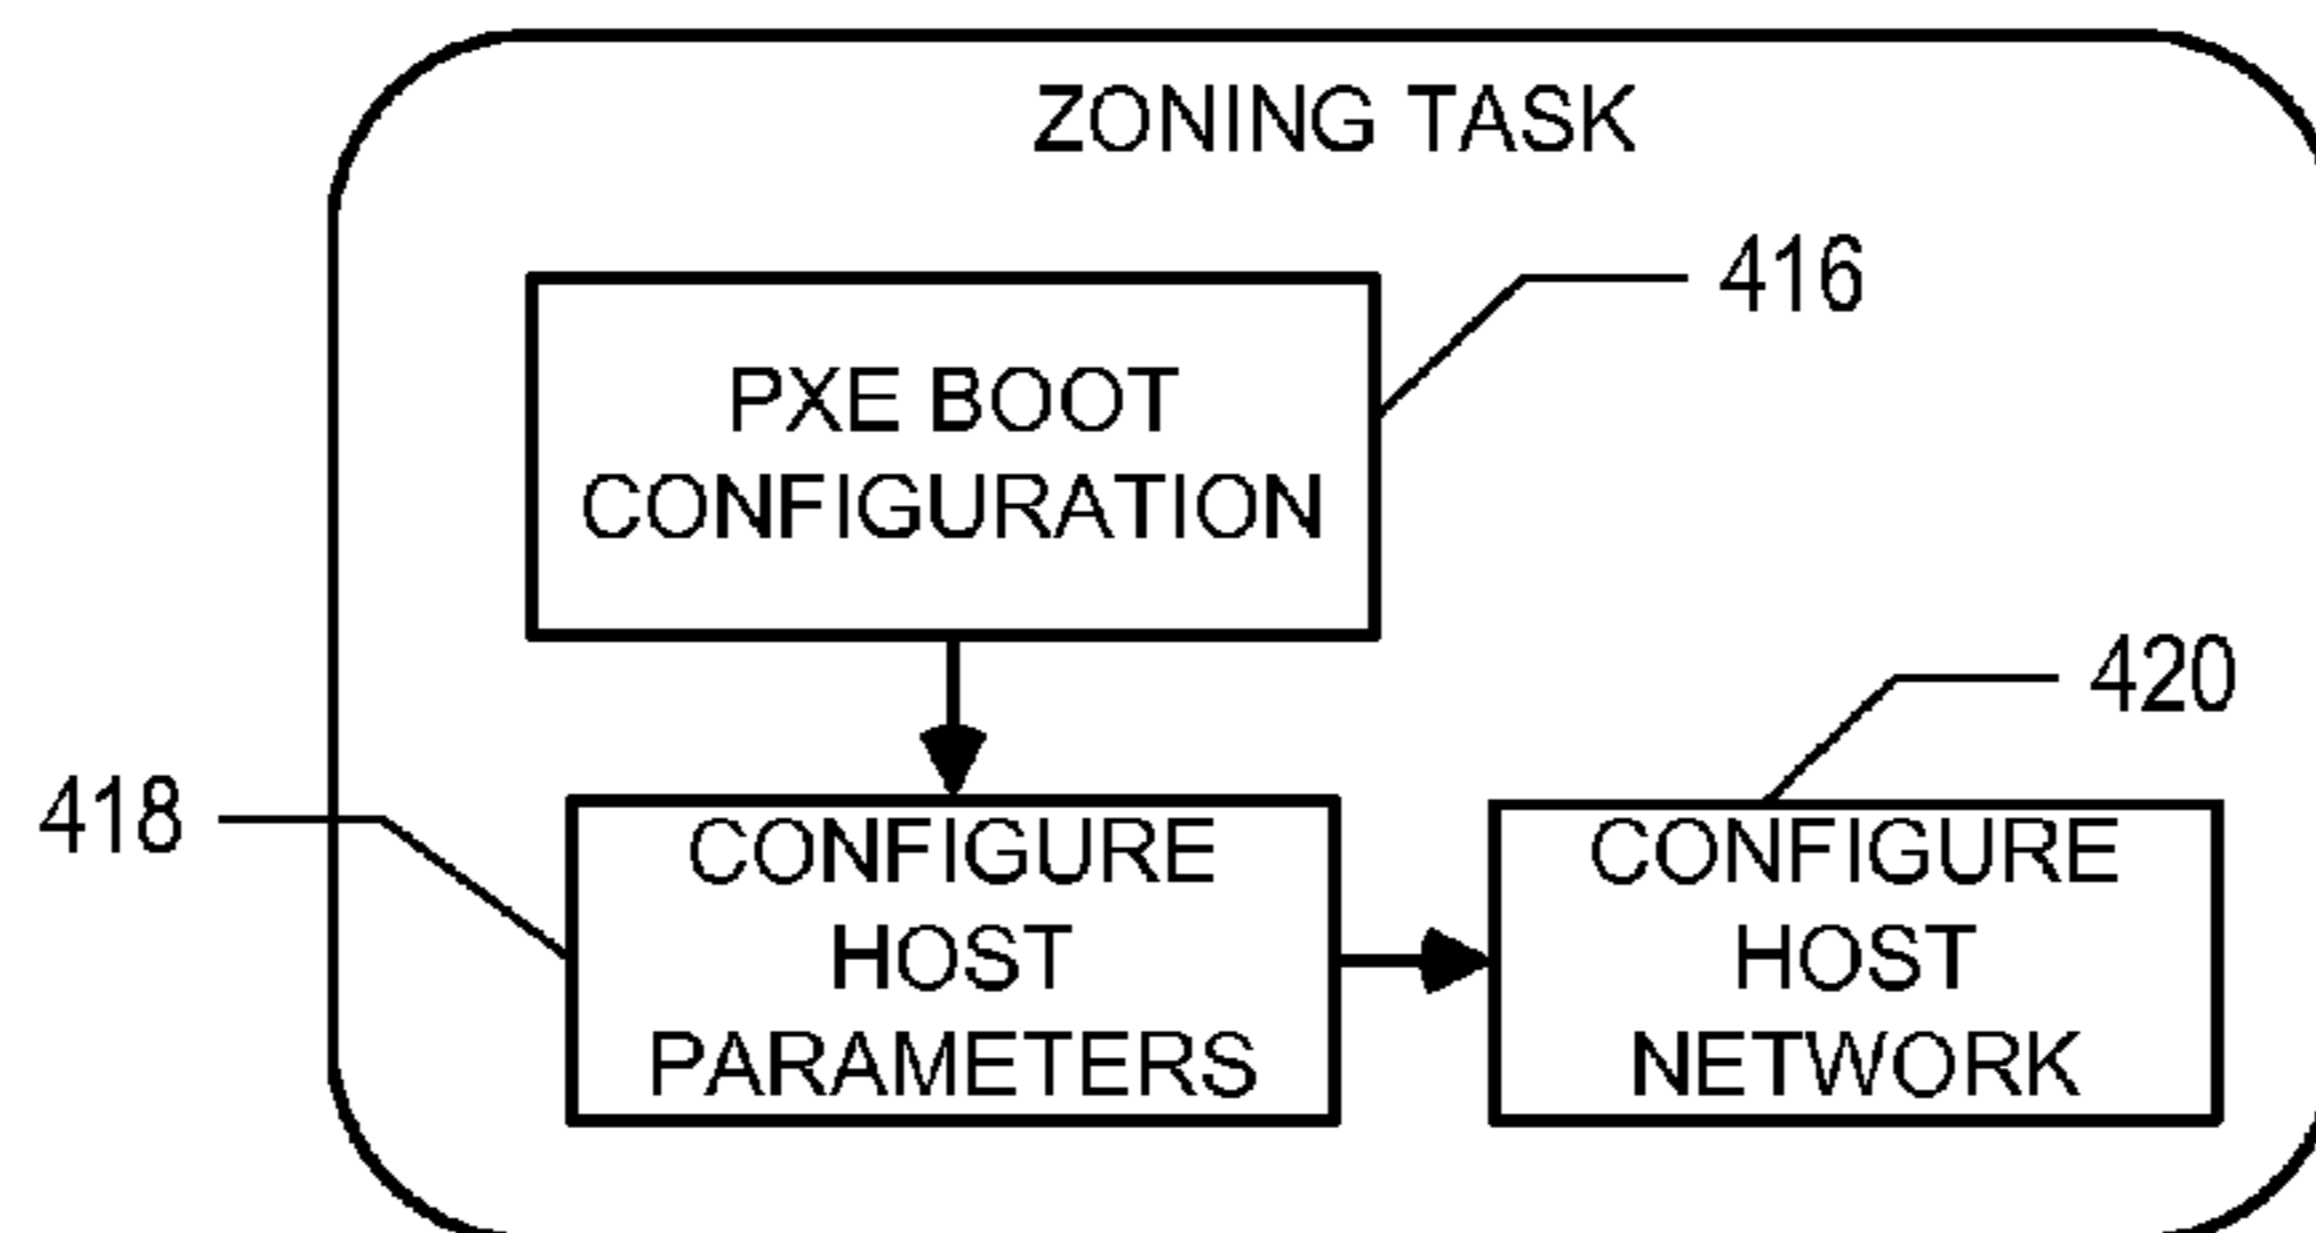 ZONING TASK
416
PXE BOOT
CONFIGURATION
420
418
CONFIGURE
HOST
PARAMETERS
CONFIGURE
HOST
NETWORK